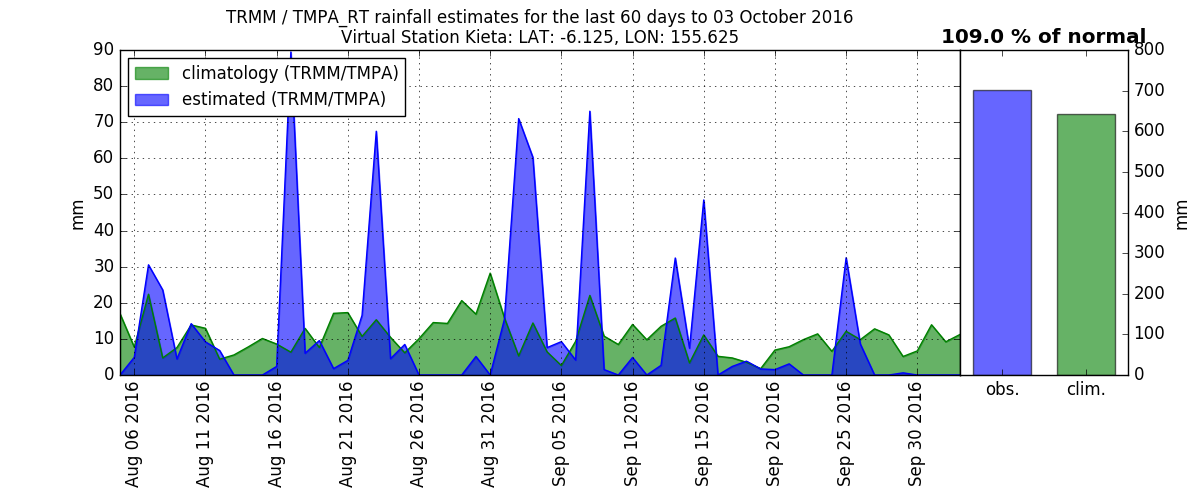 TRMM / TMPA_RT rainfall estimates for the last 60 days to 03 October 2016
Virtual Station Kieta: LAT: -6.125, LON: 155.625
109.0 % of normal
climatology (TRMM/TMPA)
estimated (TRMM/TMPA)
90
80
70
60
50
40
30
20
10
0
mm
Aug 06 2016
Aug 11 2016
Aug 16 2016
Aug 21 2016
Aug 26 2016
Aug 31 2016
Sep 05 2016
Sep 10 2016
Sep 15 2016
Sep 20 2016
Sep 25 2016
Sep 30 2016
800
700
600
500
400
300
200
100
0
mm
obs.
clim.